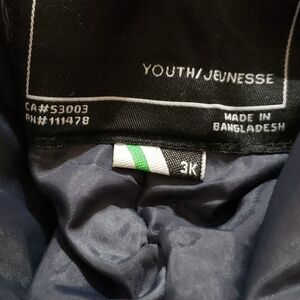 YOUTH/JEUNESSE
CA#53003
RN#111478
MADE IN
BANGLADESH
3K